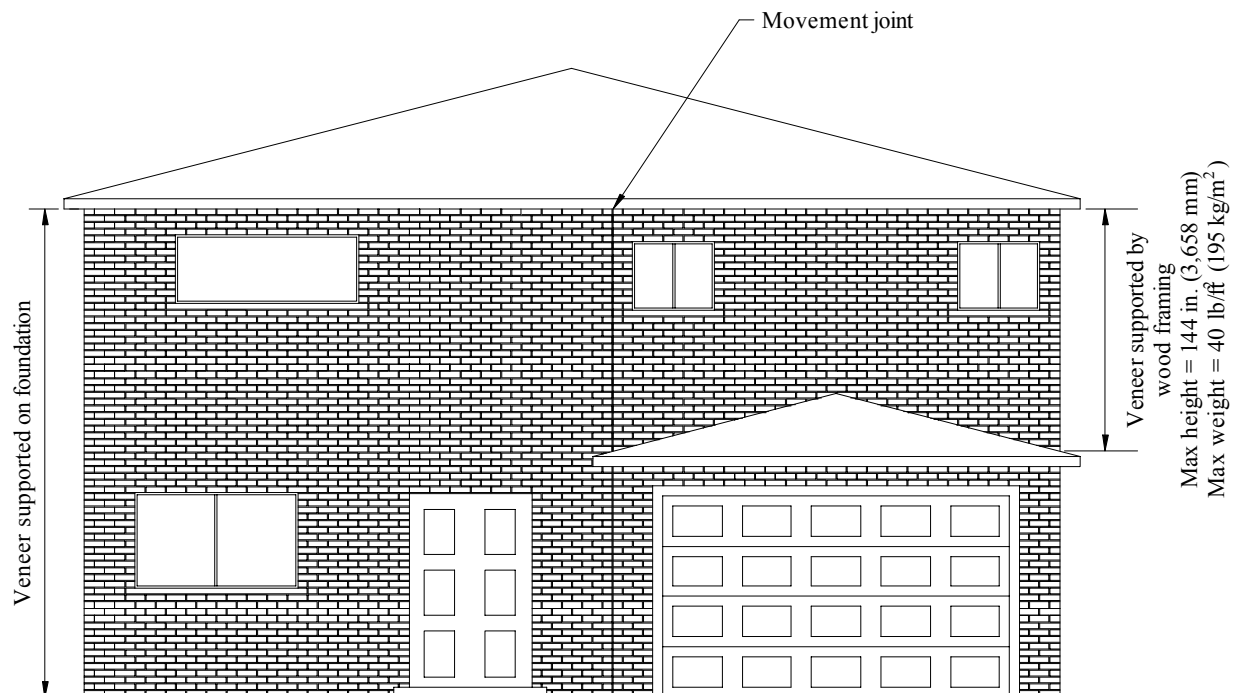 Movement joint
Veneer supported on foundation
Veneer supported by
wood framing
Max height = 144 in. (3,658 mm)
Max weight = 40 lb/ft² (195 kg/m²)